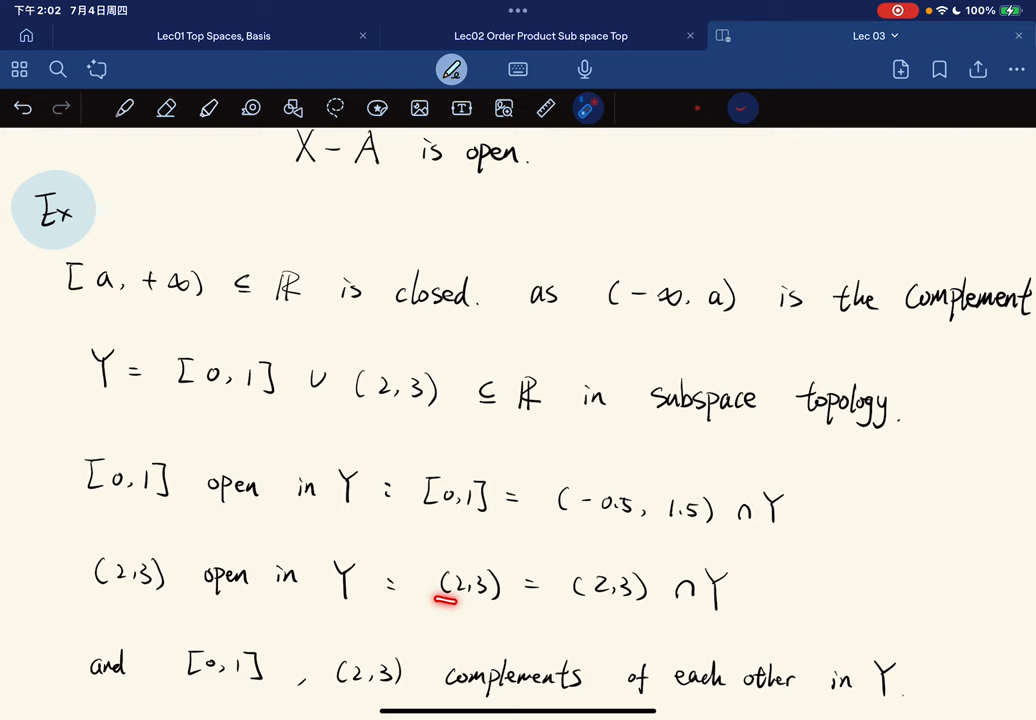 下午2:02 7月4日周四
100%
Lec01 Top Spaces, Basis
Lec02 Order Product Sub space Top
Lec 03
X - A is open.
Ex
[a, +∞) ⊆ ℝ is closed. as (-∞, a) is the complement
Y = [0, 1] ∪ (2, 3) ⊆ ℝ in subspace topology.
[0, 1] open in Y : [0, 1] = (-0.5, 1.5) ∩ Y
(2, 3) open in Y : (2, 3) = (2, 3) ∩ Y
and [0, 1], (2, 3) complements of each other in Y.